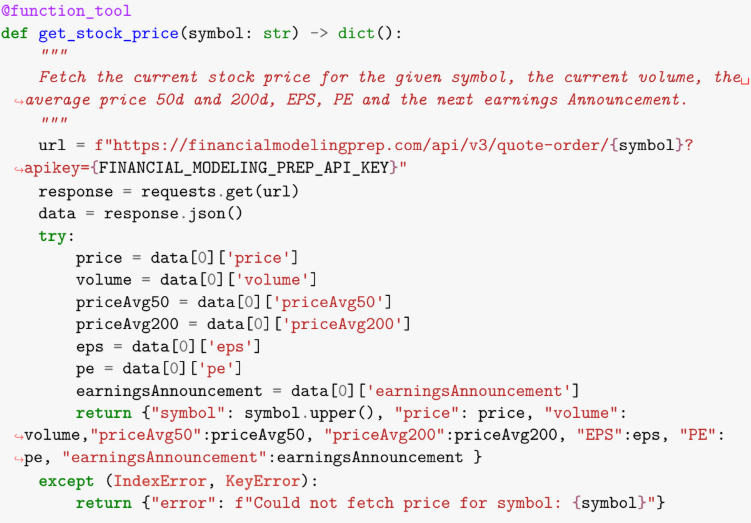 @function_tool
def get_stock_price(symbol: str) -> dict():
    """
    Fetch the current stock price for the given symbol, the current volume, the␣
↪average price 50d and 200d, EPS, PE and the next earnings Announcement.
    """
    url = f"https://financialmodelingprep.com/api/v3/quote-order/{symbol}?
↪apikey={FINANCIAL_MODELING_PREP_API_KEY}"
    response = requests.get(url)
    data = response.json()
    try:
        price = data[0]['price']
        volume = data[0]['volume']
        priceAvg50 = data[0]['priceAvg50']
        priceAvg200 = data[0]['priceAvg200']
        eps = data[0]['eps']
        pe = data[0]['pe']
        earningsAnnouncement = data[0]['earningsAnnouncement']
        return {"symbol": symbol.upper(), "price": price, "volume":
↪volume,"priceAvg50":priceAvg50, "priceAvg200":priceAvg200, "EPS":eps, "PE":
↪pe, "earningsAnnouncement":earningsAnnouncement }
    except (IndexError, KeyError):
        return {"error": f"Could not fetch price for symbol: {symbol}"}